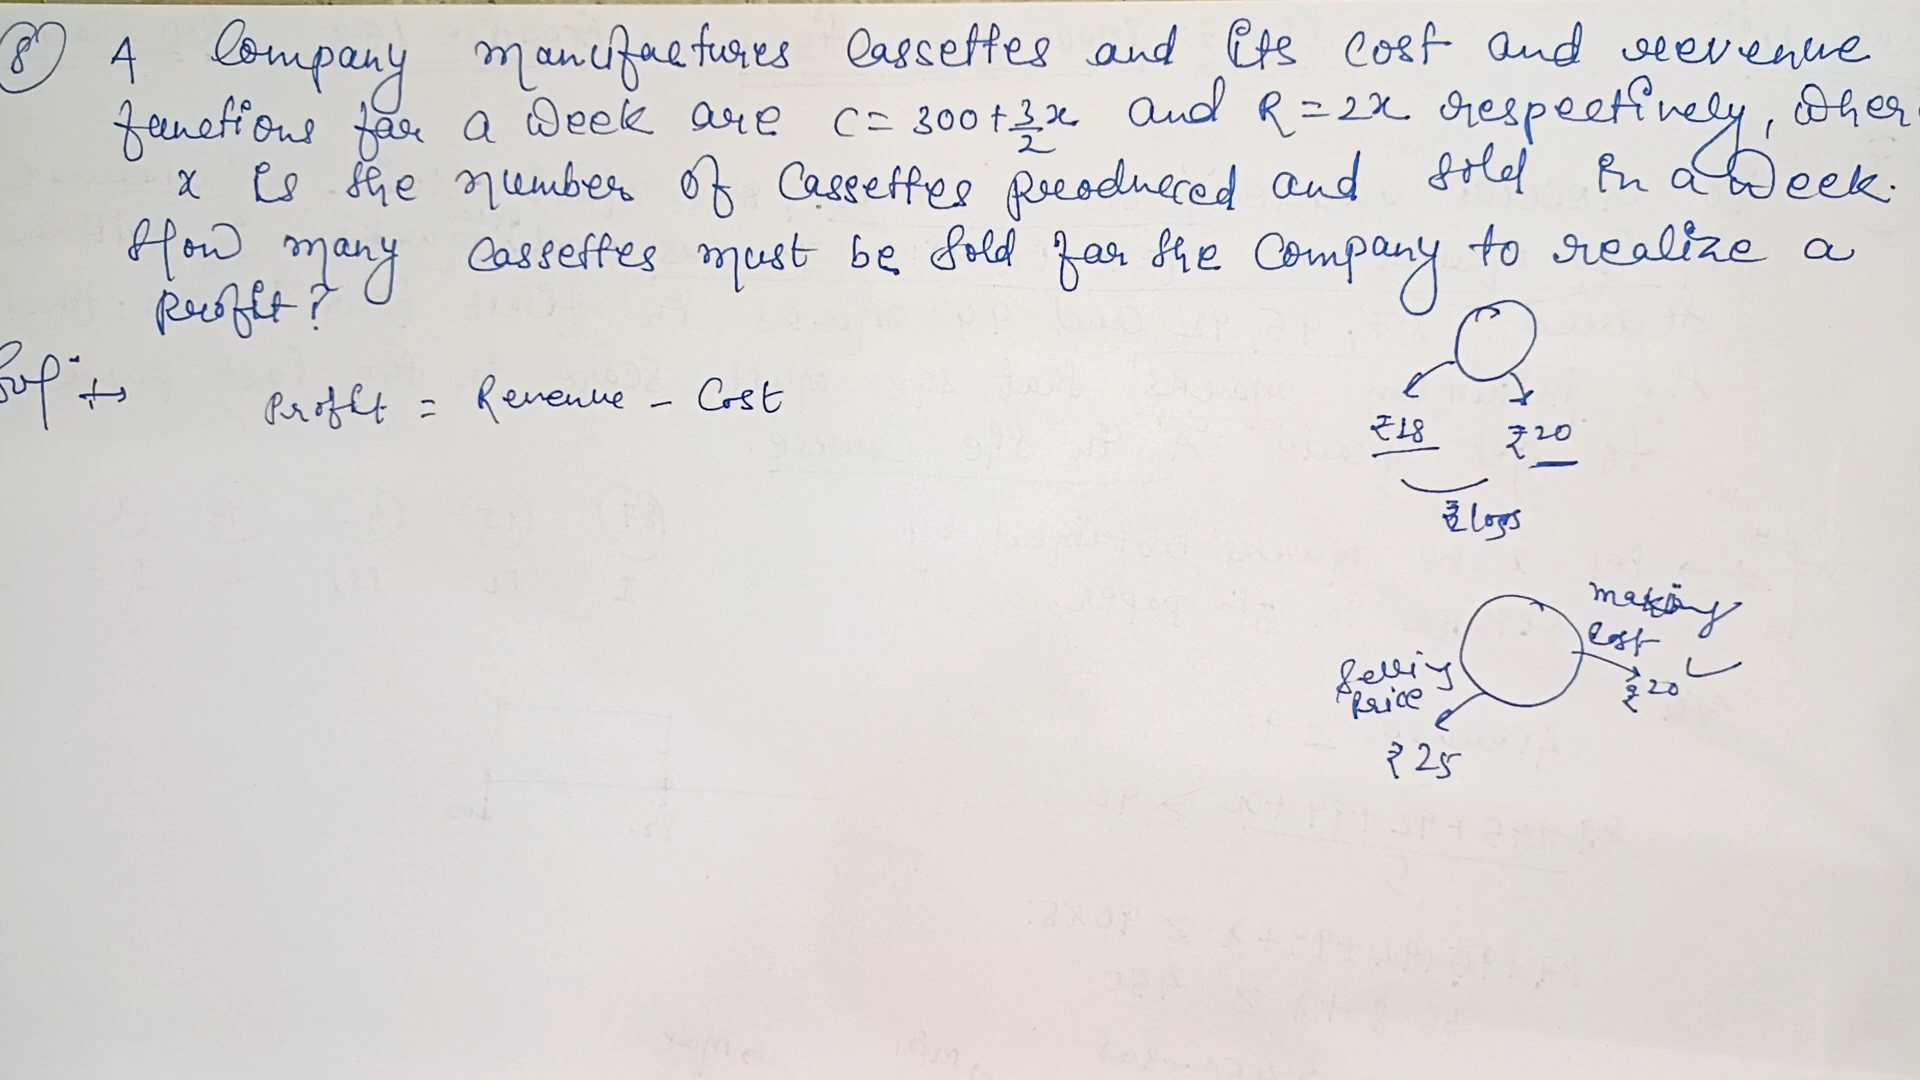 8 A Company manufactures Cassettes and its cost and revenue
functions for a week are C = 300 + 3/2 x and R = 2x respectively, wher
x is the number of Cassettes produced and sold in a week.
How many cassettes must be sold for the Company to realize a
profit?
Sol
Profit = Revenue - Cost
₹18 ₹20
₹2 loss
making
cost
₹20
Selling
Price
₹25